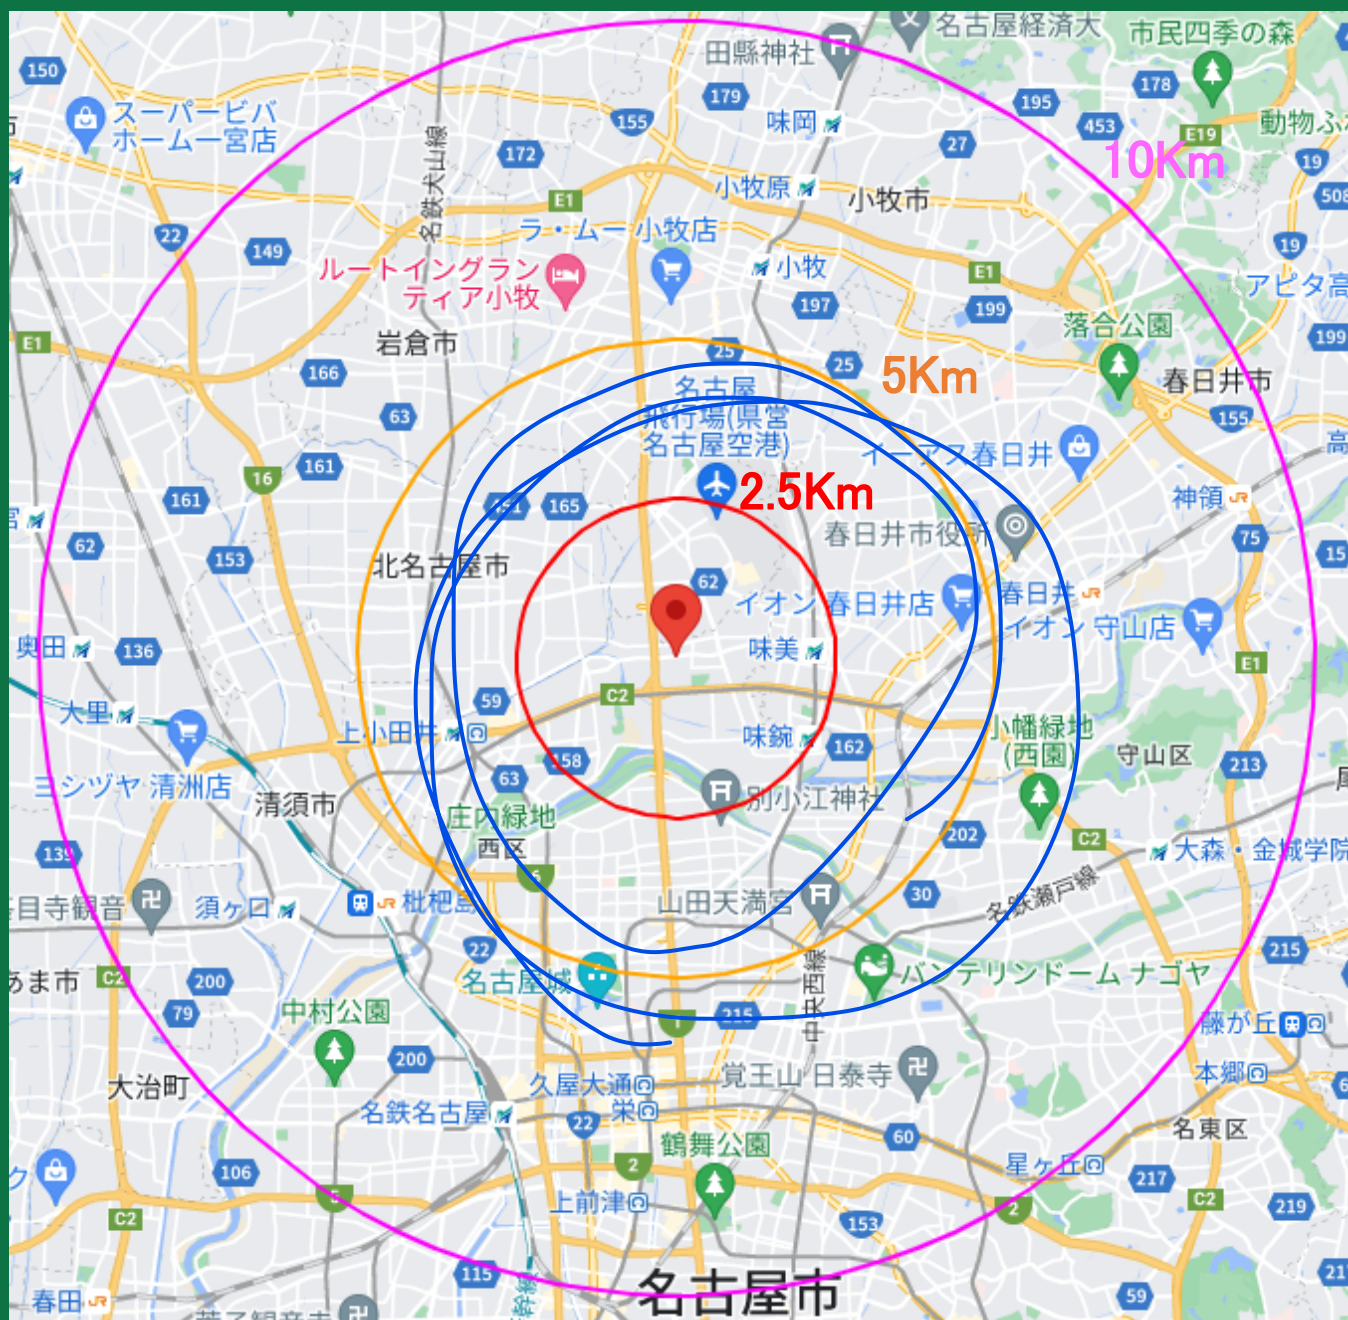 名古屋経済大
市民四季の森
田縣神社
150
178
179
195
スーパービバ
ホーム一宮店
155
味岡
453
E19
動物ふ
172
27
10Km
19
名鉄犬山線
小牧原
小牧市
508
E1
22
ラ・ムー 小牧店
149
19
ルートイングラン
ティア小牧
小牧
E1
アピタ高
197
199
落合公園
E1
岩倉市
199
25
25
5Km
166
春日井市
名古屋
飛行場(県営
名古屋空港)
63
155
イーアス春日井
161
16
2.5Km
161
165
神領
62
153
春日井市役所
75
15
北名古屋市
62
イオン 春日井店
春日井
イオン 守山店
奥田
136
味美
E1
C2
59
大里
上小田井
味鋺
162
小幡緑地
(西園)
守山区
158
213
63
ヨシヅヤ 清洲店
清須市
別小江神社
庄内緑地
西区
202
C2
139
大森・金城学院
6
名鉄瀬戸線
30
目寺観音
須ケ口
枇杷島
山田天満宮
22
215
あま市
C2
200
名古屋城
中央西線
バンテリンドーム ナゴヤ
79
中村公園
1
215
藤が丘
200
大治町
久屋大通
覚王山 日泰寺
本郷
名鉄名古屋
栄
22
60
名東区
鶴舞公園
2
星ヶ丘
106
217
C2
219
上前津
2
C2
153
115
名古屋市
59
春田
幹線